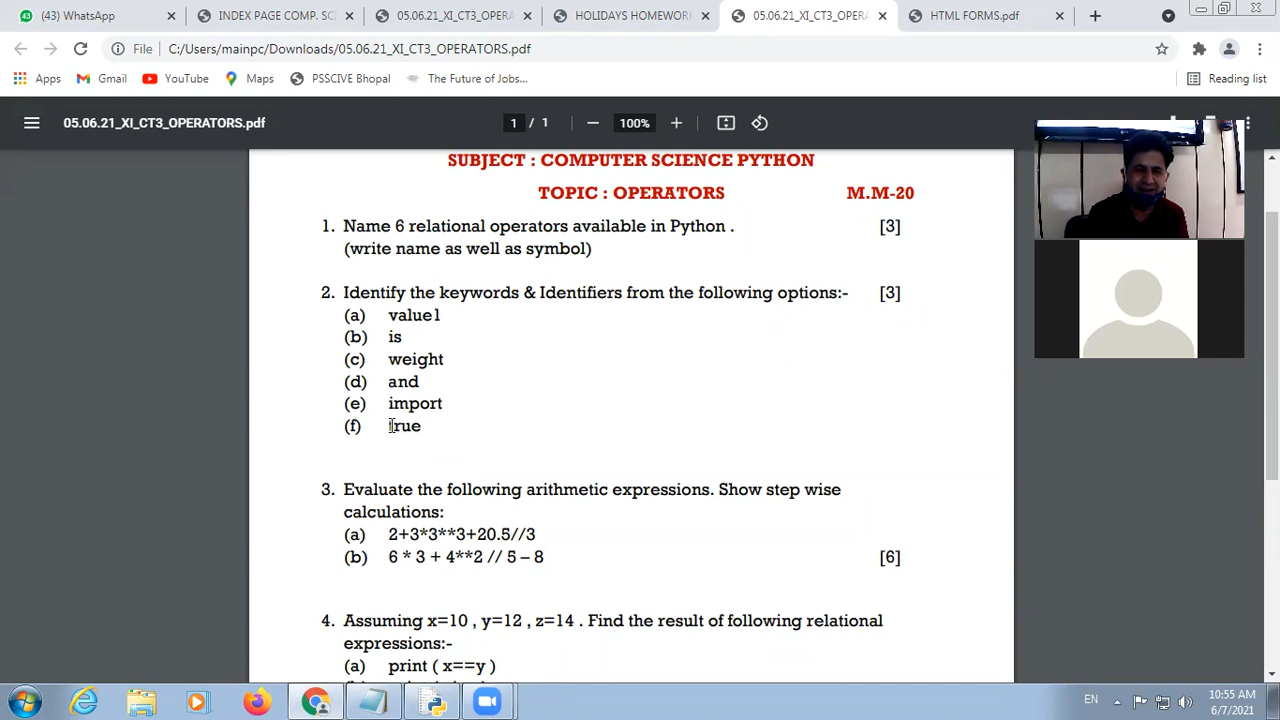 (43) WhatsApp
INDEX PAGE COMP. SC
05.06.21_XI_CT3_OPERA
HOLIDAYS HOMEWOR
05.06.21_XI_CT3_OPERA
HTML FORMS.pdf
File C:/Users/mainpc/Downloads/05.06.21_XI_CT3_OPERATORS.pdf
Apps Gmail YouTube Maps PSSCIVE Bhopal The Future of Jobs... Reading list
05.06.21_XI_CT3_OPERATORS.pdf 1 / 1 100%
SUBJECT : COMPUTER SCIENCE PYTHON
TOPIC : OPERATORS M.M-20
1. Name 6 relational operators available in Python . [3]
(write name as well as symbol)
2. Identify the keywords & Identifiers from the following options:- [3]
(a) value1
(b) is
(c) weight
(d) and
(e) import
(f) true
3. Evaluate the following arithmetic expressions. Show step wise
calculations:
(a) 2+3*3**3+20.5//3
(b) 6 * 3 + 4**2 // 5 – 8 [6]
4. Assuming x=10 , y=12 , z=14 . Find the result of following relational
expressions:-
(a) print ( x==y )
EN 10:55 AM
6/7/2021